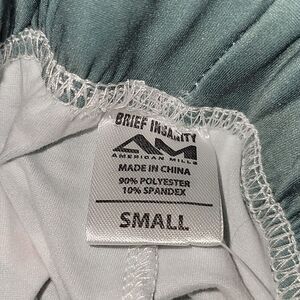 BRIEF INSANITY
AM
AMERICAN MILLS
MADE IN CHINA
90% POLYESTER
10% SPANDEX
SMALL